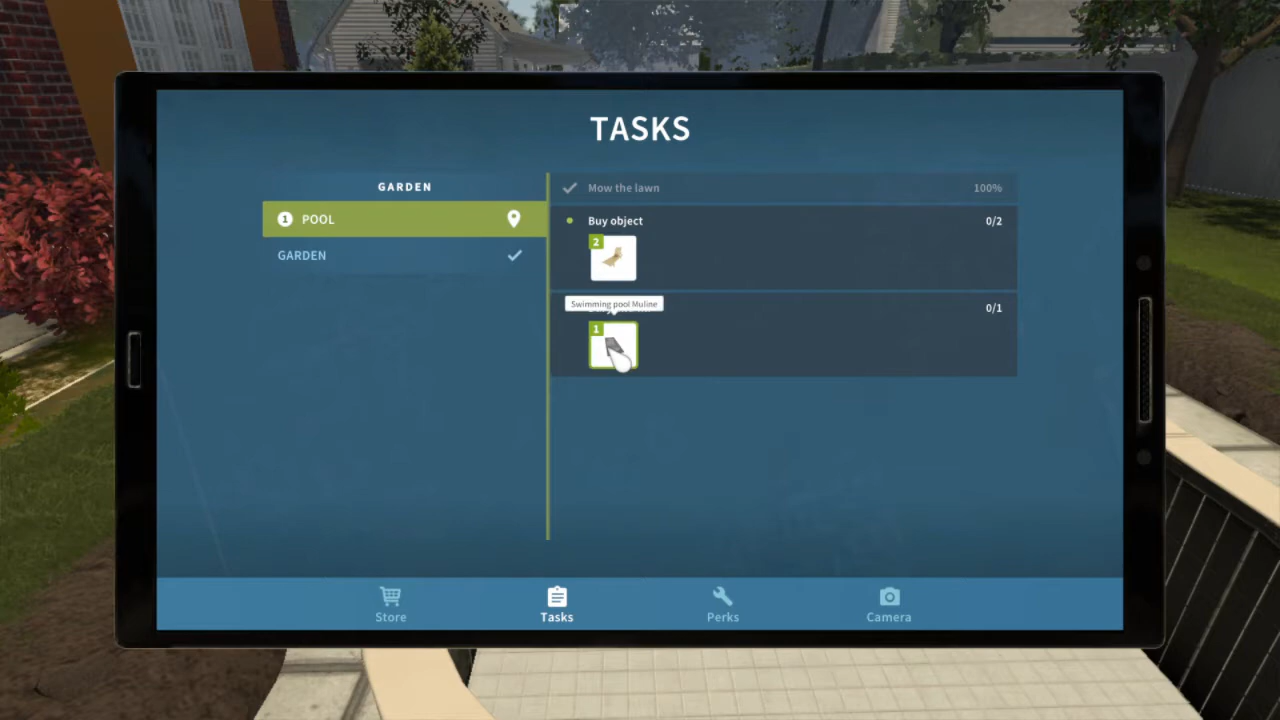 TASKS
GARDEN
1 POOL
GARDEN
Mow the lawn 100%
Buy object 0/2
2
Swimming pool Muline
0/1
1
Store
Tasks
Perks
Camera